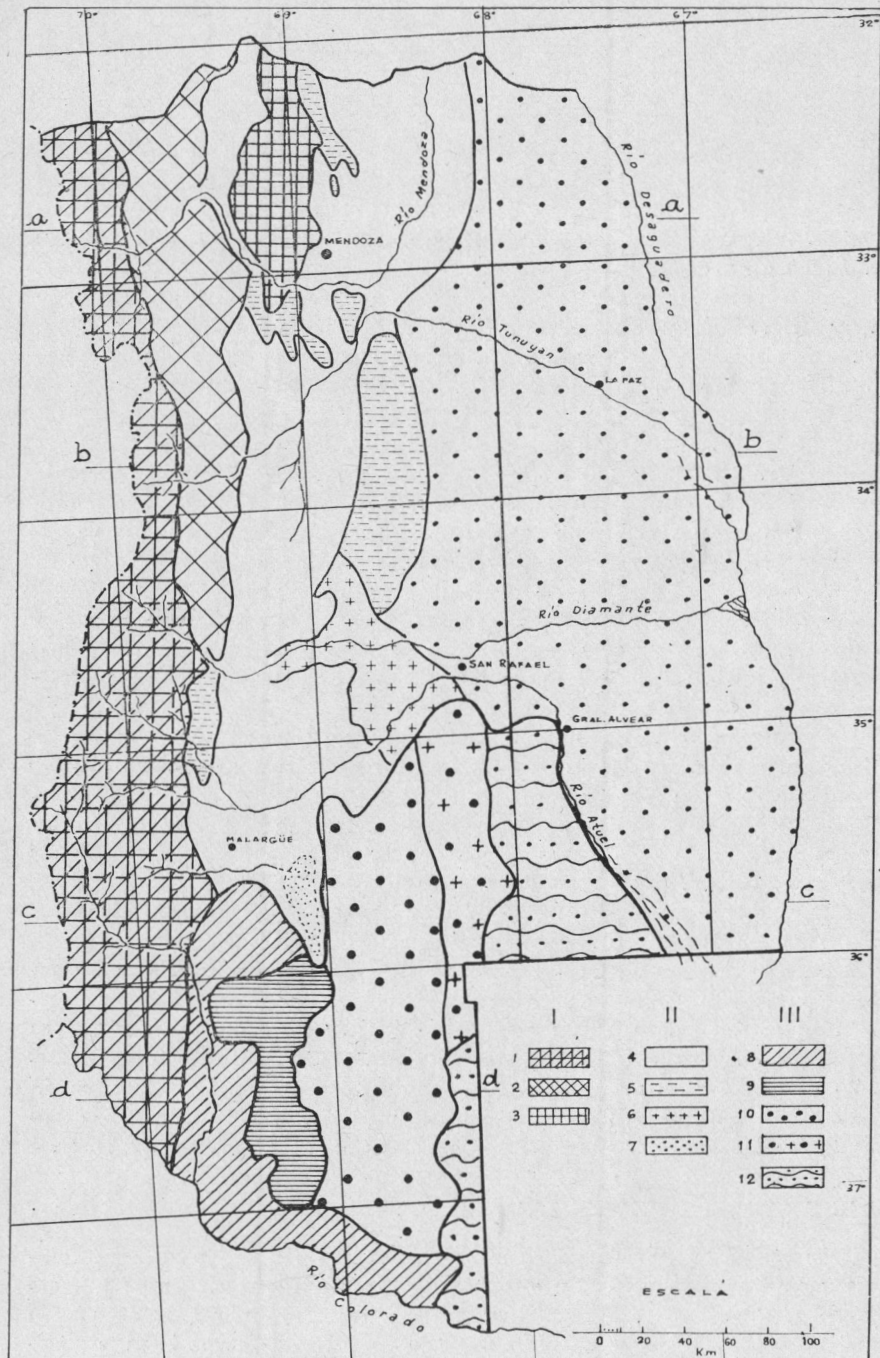 70° 69° 68° 67° 32°
Río Mendoza
Río Desaguadero
a a
MENDOZA
33°
Río Tunuyan
LA PAZ
b b
34°
Río Diamante
SAN RAFAEL
GRAL. ALVEAR
35°
Río Atuel
MALARGÜE
c c
36°
I II III
1 4 8
d d
2 5 9
3 6 10
7 11
12
37°
Río Colorado
ESCALA
0 20 40 60 80 100
Km